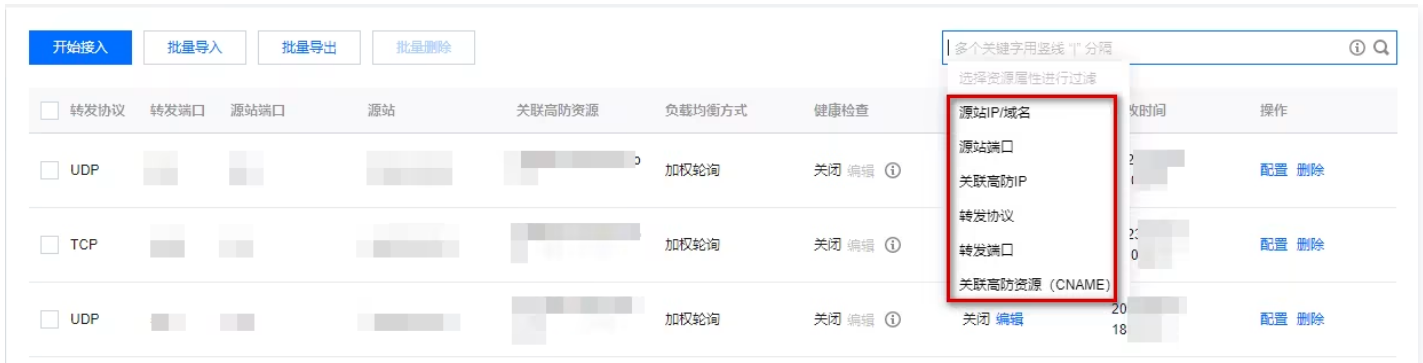 开始接入 批量导入 批量导出 批量删除
多个关键字用竖线 "|" 分隔
选择资源属性进行过滤
源站IP/域名
源站端口
关联高防IP
转发协议
转发端口
关联高防资源（CNAME）
转发协议 转发端口 源站端口 源站 关联高防资源 负载均衡方式 健康检查 改时间 操作
UDP 加权轮询 关闭 编辑 配置 删除
TCP 加权轮询 关闭 编辑 配置 删除
UDP 加权轮询 关闭 编辑 关闭 编辑 20 配置 删除
18